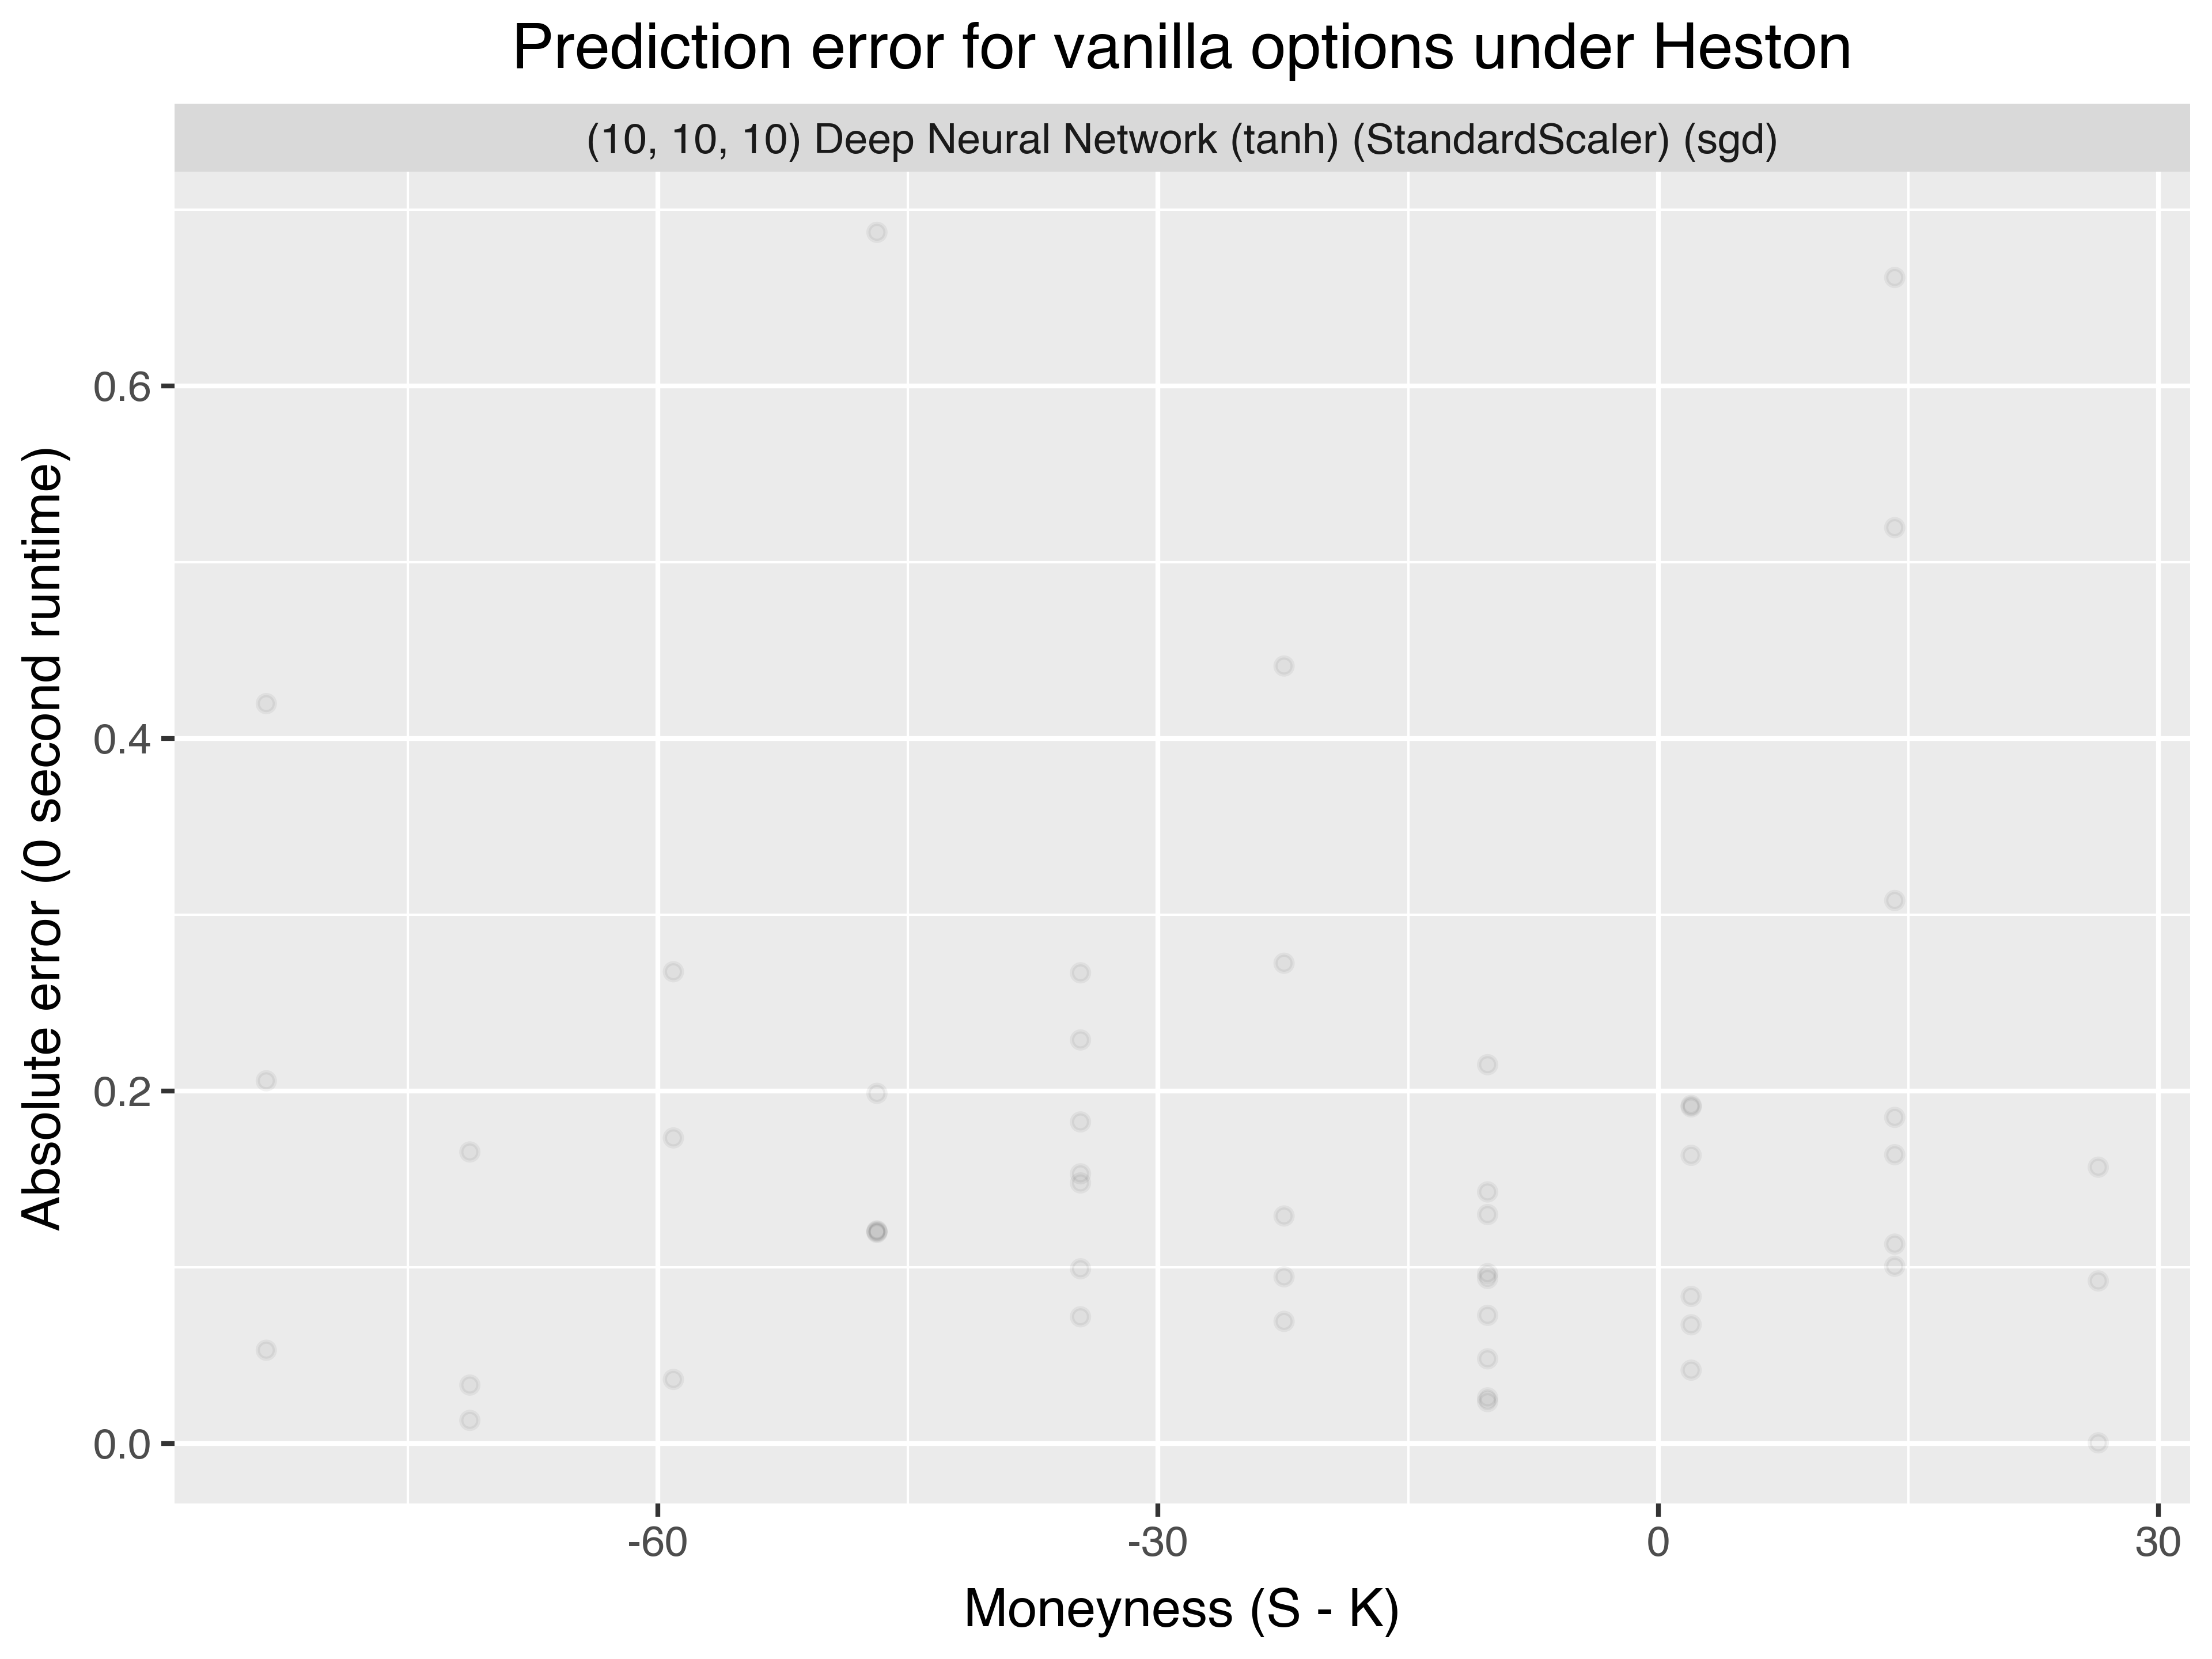 Prediction error for vanilla options under Heston
(10, 10, 10) Deep Neural Network (tanh) (StandardScaler) (sgd)
Absolute error (0 second runtime)
0.6
0.4
0.2
0.0
-60
-30
0
30
Moneyness (S - K)